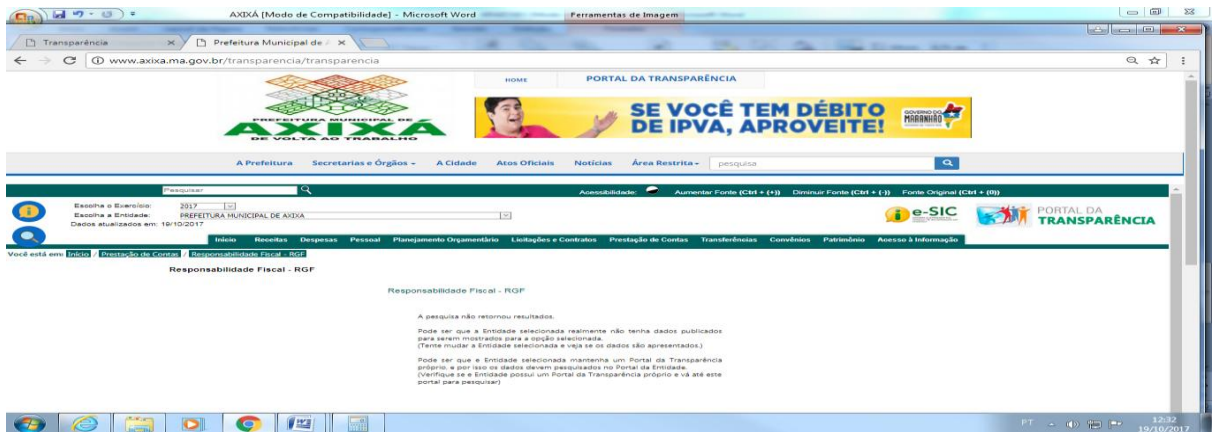 AXIXÁ [Modo de Compatibilidade] - Microsoft Word
Ferramentas de Imagem
Transparência
Prefeitura Municipal de
www.axixa.ma.gov.br/transparencia/transparencia
HOME
PORTAL DA TRANSPARÊNCIA
PREFEITURA MUNICIPAL DE
AXIXÁ
DE VOLTA AO TRABALHO
SE VOCÊ TEM DÉBITO
DE IPVA, APROVEITE!
GOVERNO DO
MARANHÃO
A Prefeitura Secretarias e Órgãos A Cidade Atos Oficiais Notícias Área Restrita pesquisa
Pesquisar
Acessibilidade: Aumentar Fonte (Ctrl + (+)) Diminuir Fonte (Ctrl + (-)) Fonte Original (Ctrl + (0))
Escolha o Exercício: 2017
Escolha a Entidade: PREFEITURA MUNICIPAL DE AXIXA
Dados atualizados em: 19/10/2017
e-SIC
PORTAL DA
TRANSPARÊNCIA
Início Receitas Despesas Pessoal Planejamento Orçamentário Licitações e Contratos Prestação de Contas Transferências Convênios Patrimônio Acesso à Informação
Você está em: Início / Prestação de Contas / Responsabilidade Fiscal - RGF
Responsabilidade Fiscal - RGF
Responsabilidade Fiscal - RGF
A pesquisa não retornou resultados.
Pode ser que a Entidade selecionada realmente não tenha dados publicados
para serem mostrados para a opção selecionada.
(Tente mudar a Entidade selecionada e veja se os dados são apresentados.)
Pode ser que e Entidade selecionada mantenha um Portal da Transparência
próprio, e por isso os dados devem pesquisados no Portal da Entidade.
(Verifique se e Entidade possui um Portal da Transparência próprio e vá até este
portal para pesquisar)
PT
12:32
19/10/2017